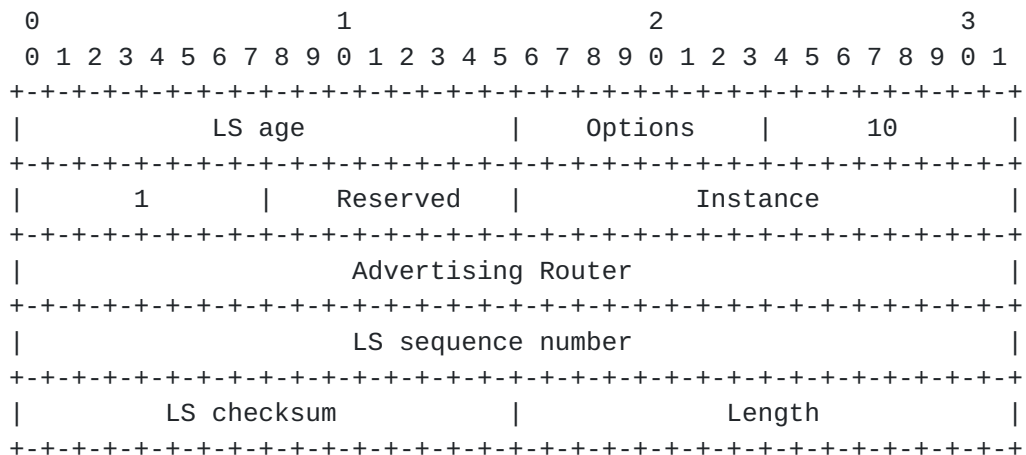 0                   1                   2                   3
 0 1 2 3 4 5 6 7 8 9 0 1 2 3 4 5 6 7 8 9 0 1 2 3 4 5 6 7 8 9 0 1
+-+-+-+-+-+-+-+-+-+-+-+-+-+-+-+-+-+-+-+-+-+-+-+-+-+-+-+-+-+-+-+-+
|            LS age             |    Options    |      10       |
+-+-+-+-+-+-+-+-+-+-+-+-+-+-+-+-+-+-+-+-+-+-+-+-+-+-+-+-+-+-+-+-+
|       1       |    Reserved   |           Instance            |
+-+-+-+-+-+-+-+-+-+-+-+-+-+-+-+-+-+-+-+-+-+-+-+-+-+-+-+-+-+-+-+-+
|                     Advertising Router                        |
+-+-+-+-+-+-+-+-+-+-+-+-+-+-+-+-+-+-+-+-+-+-+-+-+-+-+-+-+-+-+-+-+
|                     LS sequence number                        |
+-+-+-+-+-+-+-+-+-+-+-+-+-+-+-+-+-+-+-+-+-+-+-+-+-+-+-+-+-+-+-+-+
|         LS checksum           |             Length            |
+-+-+-+-+-+-+-+-+-+-+-+-+-+-+-+-+-+-+-+-+-+-+-+-+-+-+-+-+-+-+-+-+